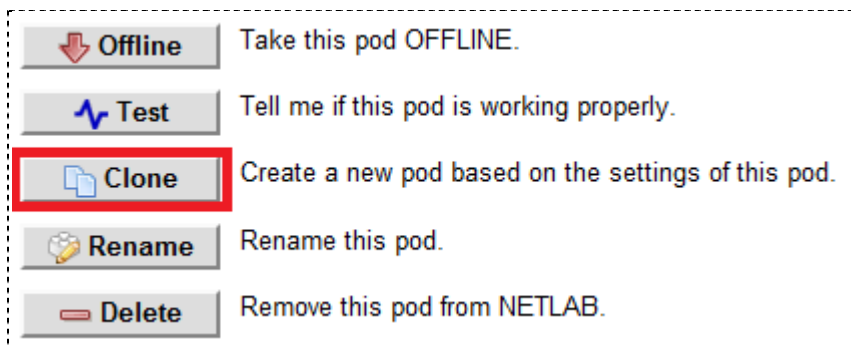 Offline Take this pod OFFLINE.
Test Tell me if this pod is working properly.
Clone Create a new pod based on the settings of this pod.
Rename Rename this pod.
Delete Remove this pod from NETLAB.